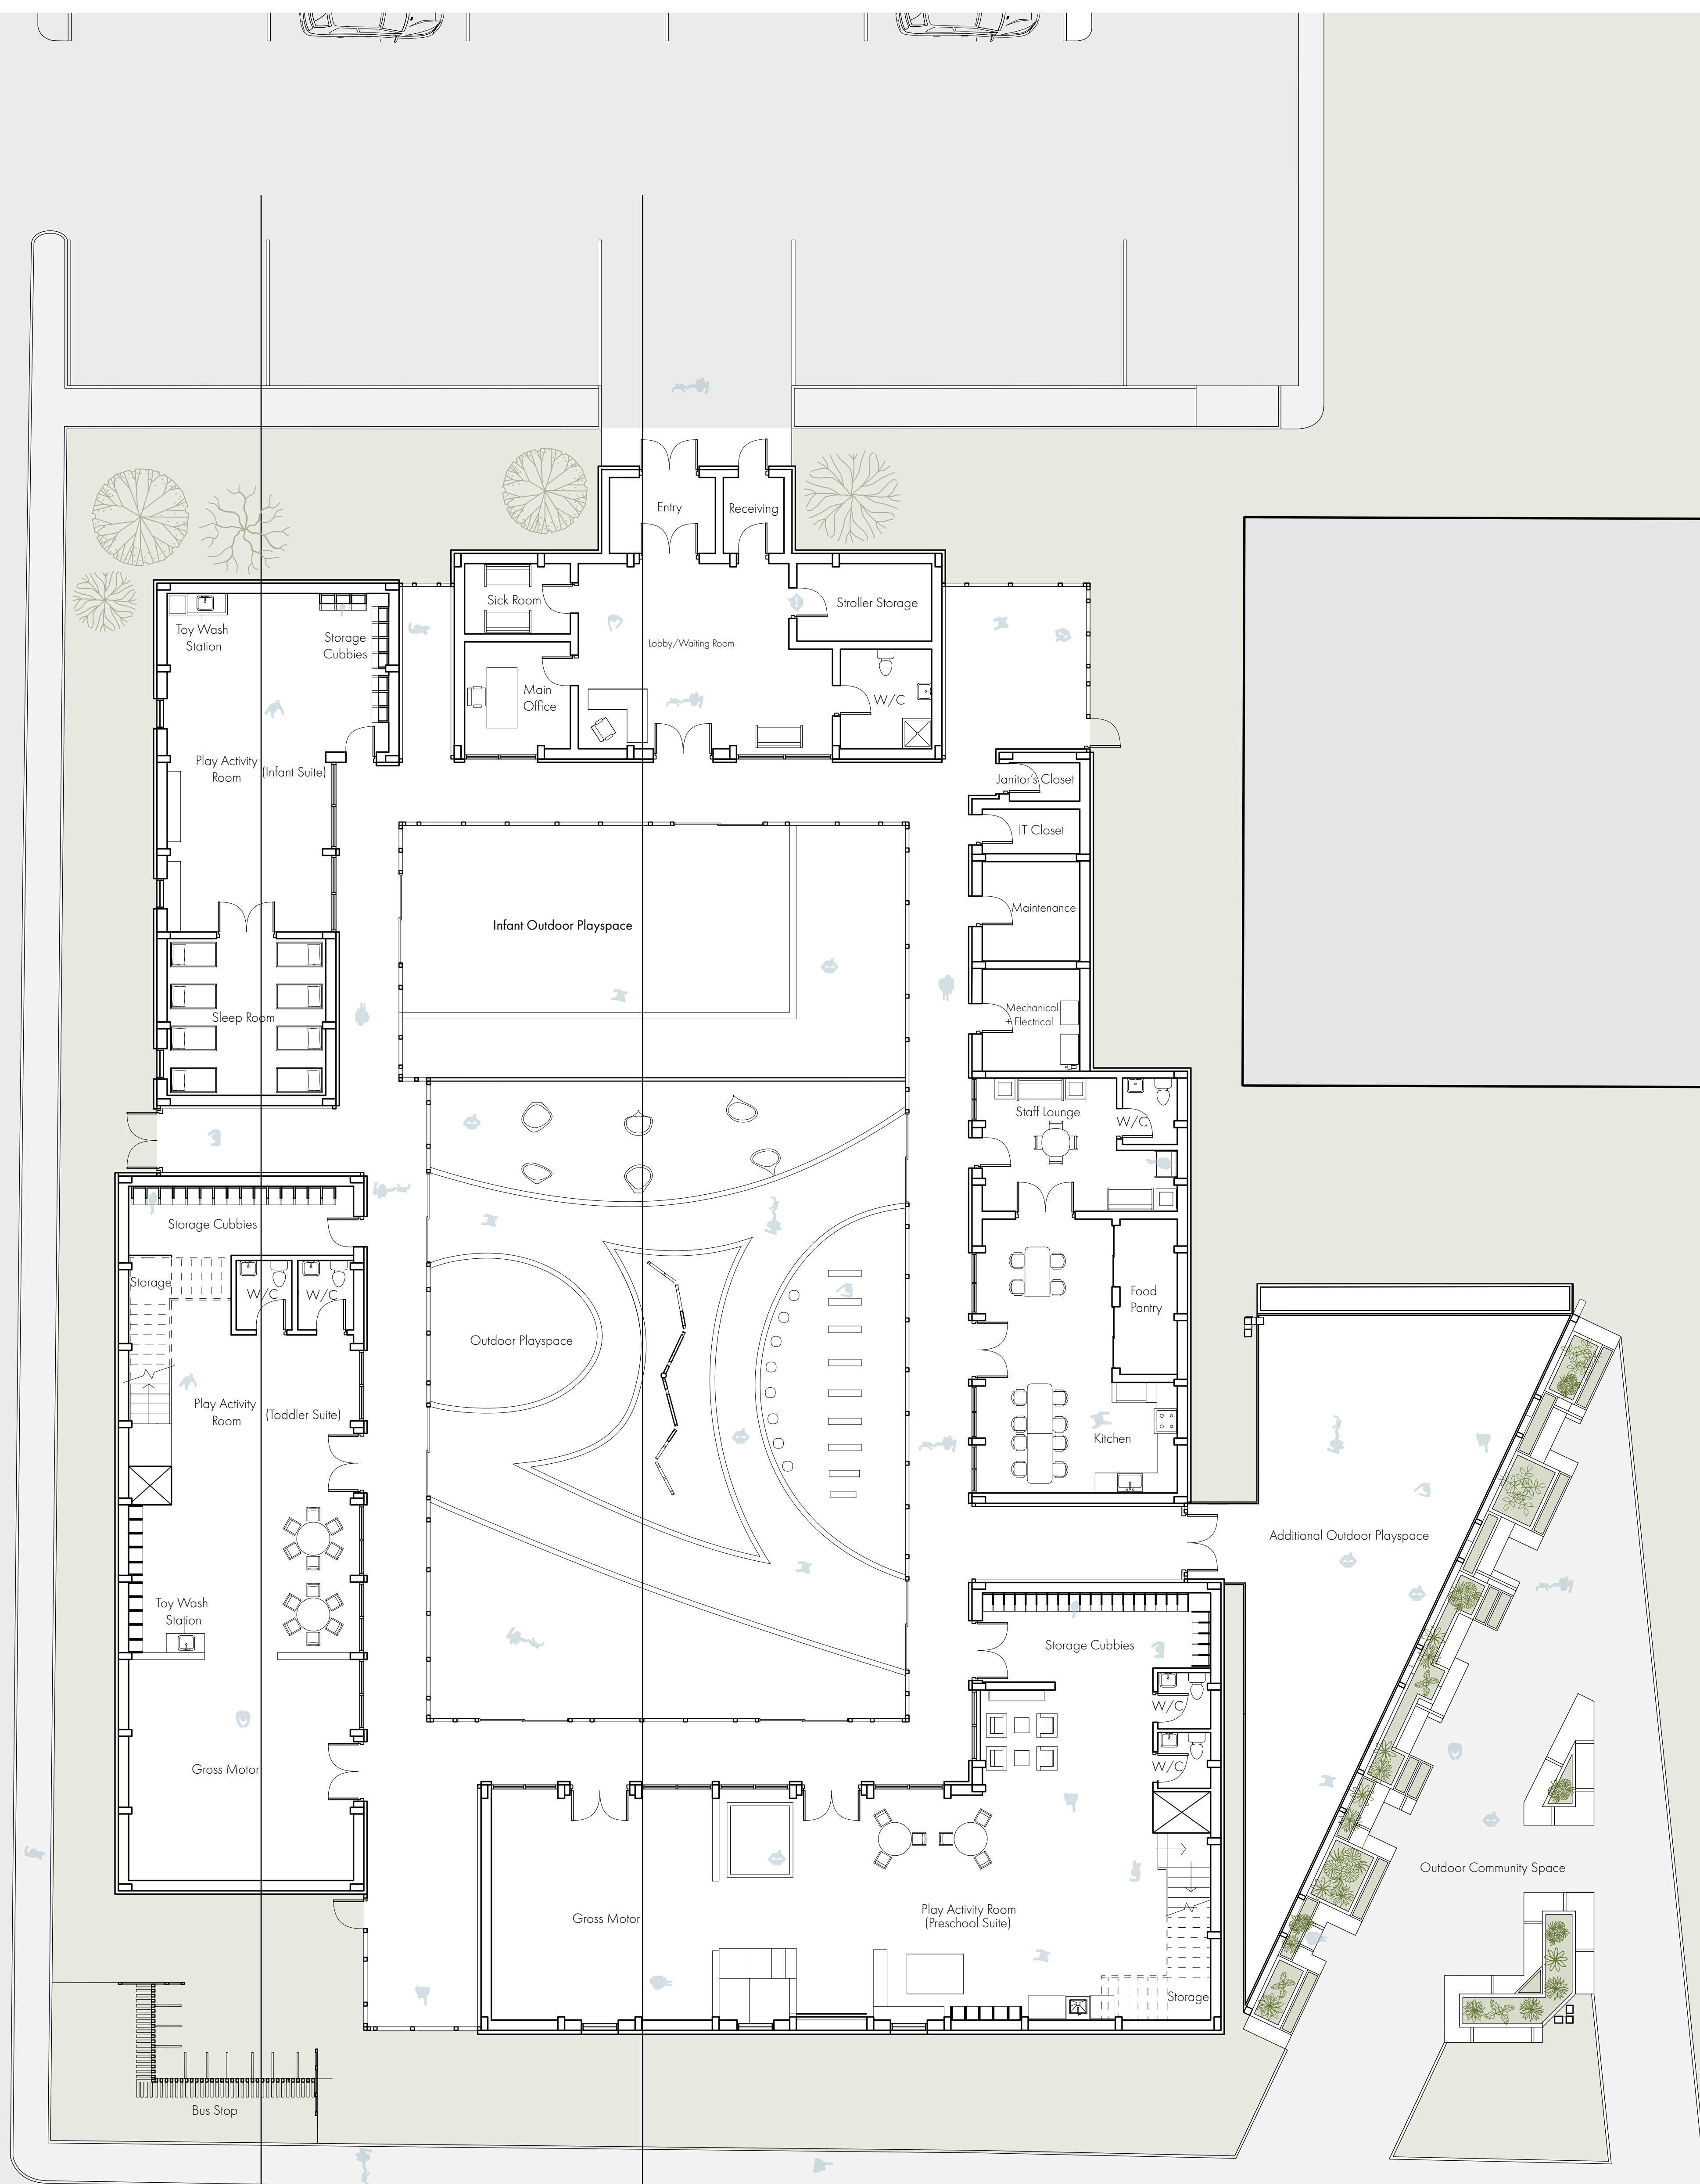 Entry
Receiving
Sick Room
Stroller Storage
Toy Wash
Station
Storage
Cubbies
Lobby/Waiting Room
Main
Office
W/C
Play Activity
Room
(Infant Suite)
Janitor's Closet
IT Closet
Infant Outdoor Playspace
Maintenance
Sleep Room
Mechanical
+ Electrical
Staff Lounge
W/C
Storage Cubbies
Storage
W/C
W/C
Food
Pantry
Outdoor Playspace
Play Activity
Room
(Toddler Suite)
Kitchen
Additional Outdoor Playspace
Toy Wash
Station
Storage Cubbies
W/C
W/C
Gross Motor
Outdoor Community Space
Play Activity Room
(Preschool Suite)
Gross Motor
Storage
Bus Stop